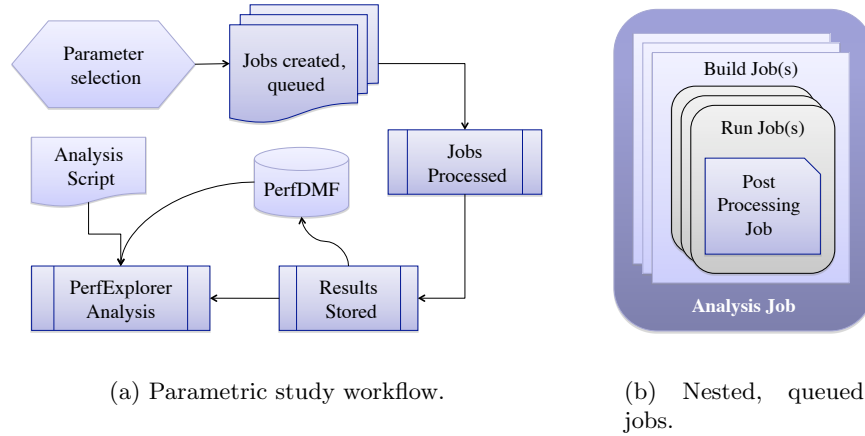 Parameter
selection
Jobs created,
queued
Analysis
Script
PerfDMF
Jobs
Processed
PerfExplorer
Analysis
Results
Stored
(a) Parametric study workflow.
Build Job(s)
Run Job(s)
Post
Processing
Job
Analysis Job
(b) Nested, queued
jobs.